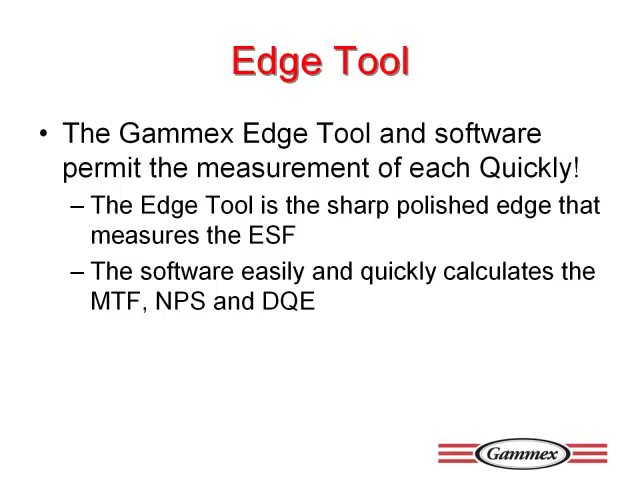 Edge Tool
• The Gammex Edge Tool and software
permit the measurement of each Quickly!
– The Edge Tool is the sharp polished edge that
measures the ESF
– The software easily and quickly calculates the
MTF, NPS and DQE
Gammex